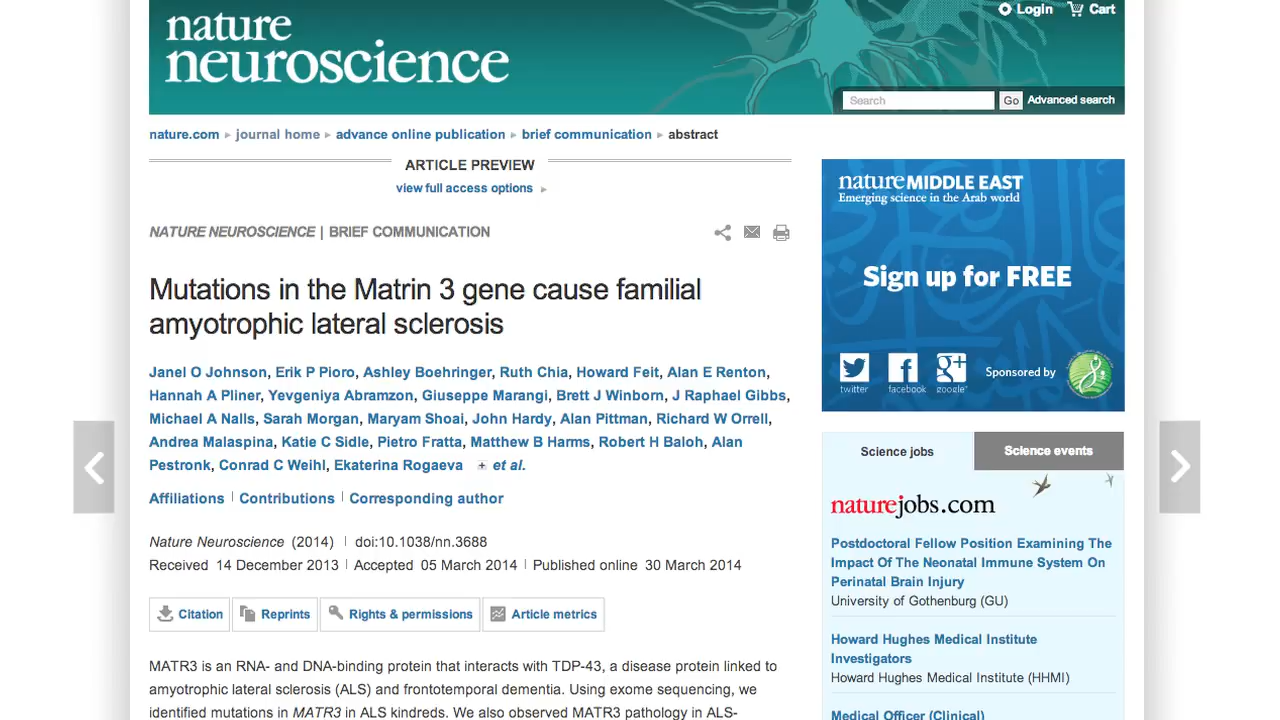 Login Cart
nature
neuroscience
Search Go Advanced search
nature.com ▸ journal home ▸ advance online publication ▸ brief communication ▸ abstract
ARTICLE PREVIEW
view full access options ▸
NATURE NEUROSCIENCE | BRIEF COMMUNICATION
Mutations in the Matrin 3 gene cause familial
amyotrophic lateral sclerosis
Janel O Johnson, Erik P Pioro, Ashley Boehringer, Ruth Chia, Howard Feit, Alan E Renton,
Hannah A Pliner, Yevgeniya Abramzon, Giuseppe Marangi, Brett J Winborn, J Raphael Gibbs,
Michael A Nalls, Sarah Morgan, Maryam Shoai, John Hardy, Alan Pittman, Richard W Orrell,
Andrea Malaspina, Katie C Sidle, Pietro Fratta, Matthew B Harms, Robert H Baloh, Alan
Pestronk, Conrad C Weihl, Ekaterina Rogaeva + et al.
Affiliations | Contributions | Corresponding author
Nature Neuroscience (2014) | doi:10.1038/nn.3688
Received 14 December 2013 | Accepted 05 March 2014 | Published online 30 March 2014
Citation Reprints Rights & permissions Article metrics
MATR3 is an RNA- and DNA-binding protein that interacts with TDP-43, a disease protein linked to
amyotrophic lateral sclerosis (ALS) and frontotemporal dementia. Using exome sequencing, we
identified mutations in MATR3 in ALS kindreds. We also observed MATR3 pathology in ALS-
nature MIDDLE EAST
Emerging science in the Arab world
Sign up for FREE
twitter facebook google+ Sponsored by
Science jobs Science events
naturejobs.com
Postdoctoral Fellow Position Examining The
Impact Of The Neonatal Immune System On
Perinatal Brain Injury
University of Gothenburg (GU)
Howard Hughes Medical Institute
Investigators
Howard Hughes Medical Institute (HHMI)
Medical Officer (Clinical)